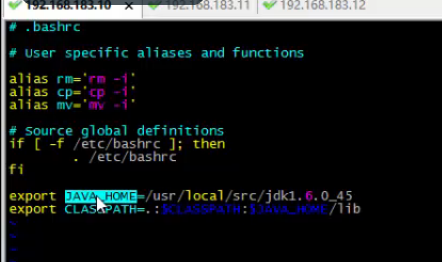 192.168.183.10 × 192.168.183.11 192.168.183.12
# .bashrc
# User specific aliases and functions
alias rm='rm -i'
alias cp='cp -i'
alias mv='mv -i'
# Source global definitions
if [ -f /etc/bashrc ]; then
. /etc/bashrc
fi
export JAVA_HOME=/usr/local/src/jdk1.6.0_45
export CLASSPATH=.:$CLASSPATH:$JAVA_HOME/lib
~
~
~